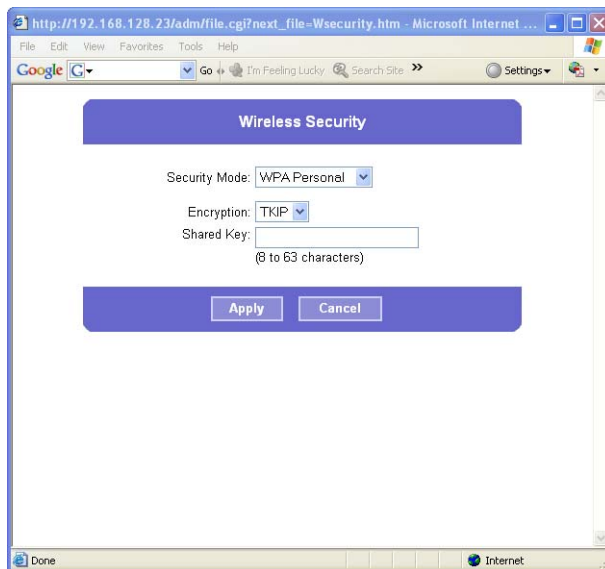 http://192.168.128.23/adm/file.cgi?next_file=Wsecurity.htm - Microsoft Internet ...
File Edit View Favorites Tools Help
Google G Go I'm Feeling Lucky Search Site » Settings
Wireless Security
Security Mode: WPA Personal
Encryption: TKIP
Shared Key:
(8 to 63 characters)
Apply Cancel
Done Internet